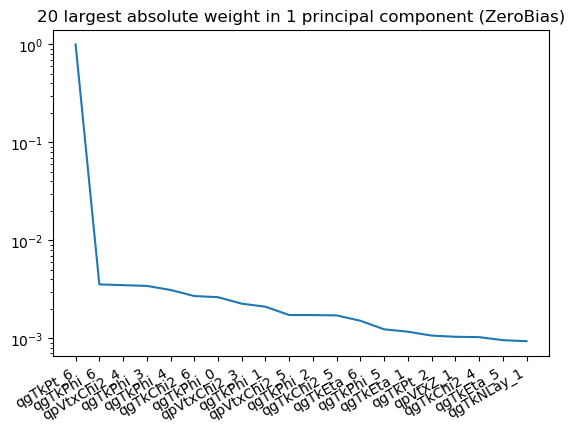 20 largest absolute weight in 1 principal component (ZeroBias)
10⁰
10⁻¹
10⁻²
10⁻³
qgTkPt_6
qgTkPhi_6
qpVtxChi2_4
qgTkPhi_3
qgTkPhi_4
qgTkChi2_6
qgTkPhi_0
qpVtxChi2_3
qgTkPhi_1
qpVtxChi2_5
qgTkPhi_2
qgTkChi2_5
qgTkEta_6
qgTkPhi_5
qgTkEta_1
qgTkPt_2
qpVtxZ_1
qgTkChi2_4
qgTkEta_5
qgTkNLay_1